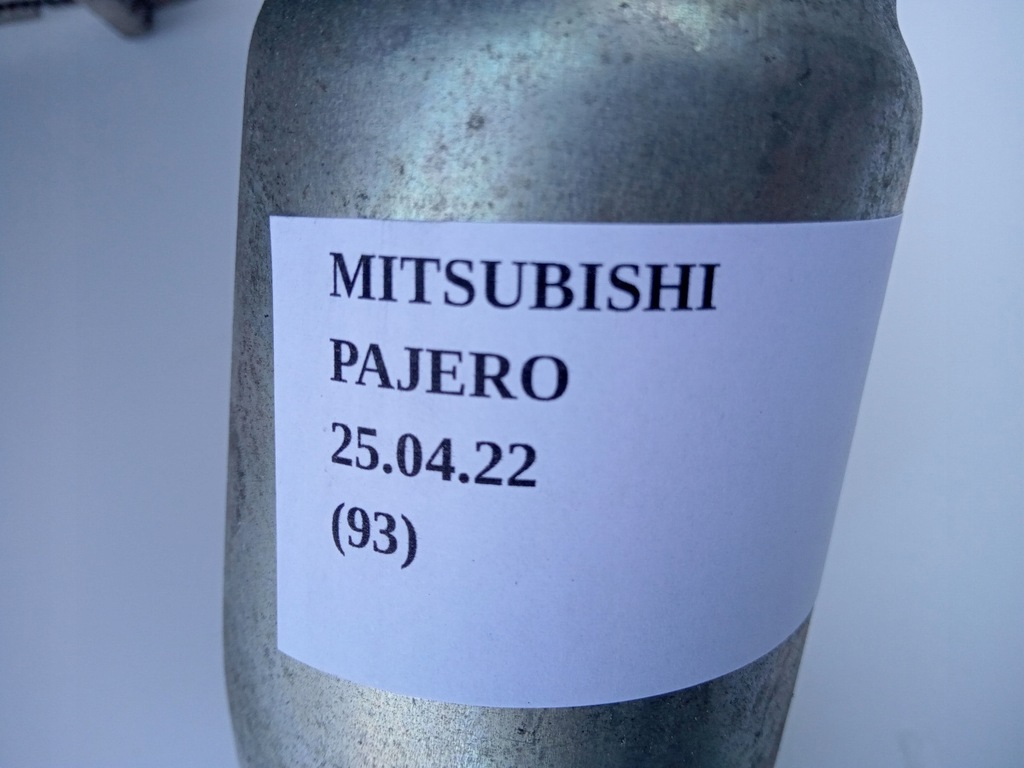 MITSUBISHI
PAJERO
25.04.22
(93)